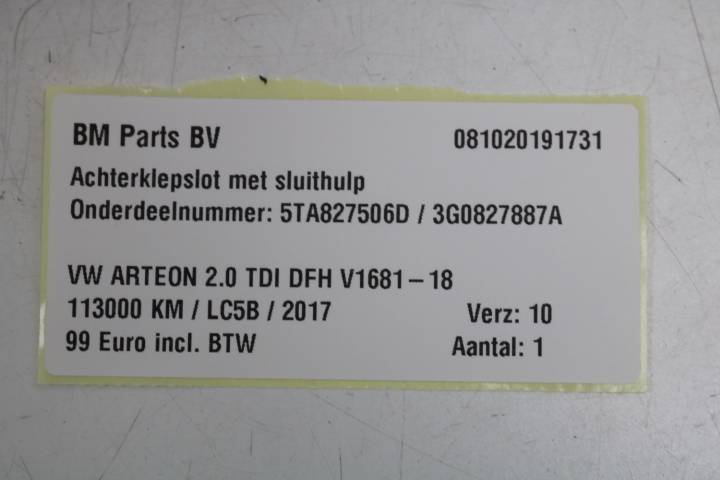 BM Parts BV 081020191731
Achterklepslot met sluithulp
Onderdeelnummer: 5TA827506D / 3G0827887A
VW ARTEON 2.0 TDI DFH V1681-18
113000 KM / LC5B / 2017 Verz: 10
99 Euro incl. BTW Aantal: 1